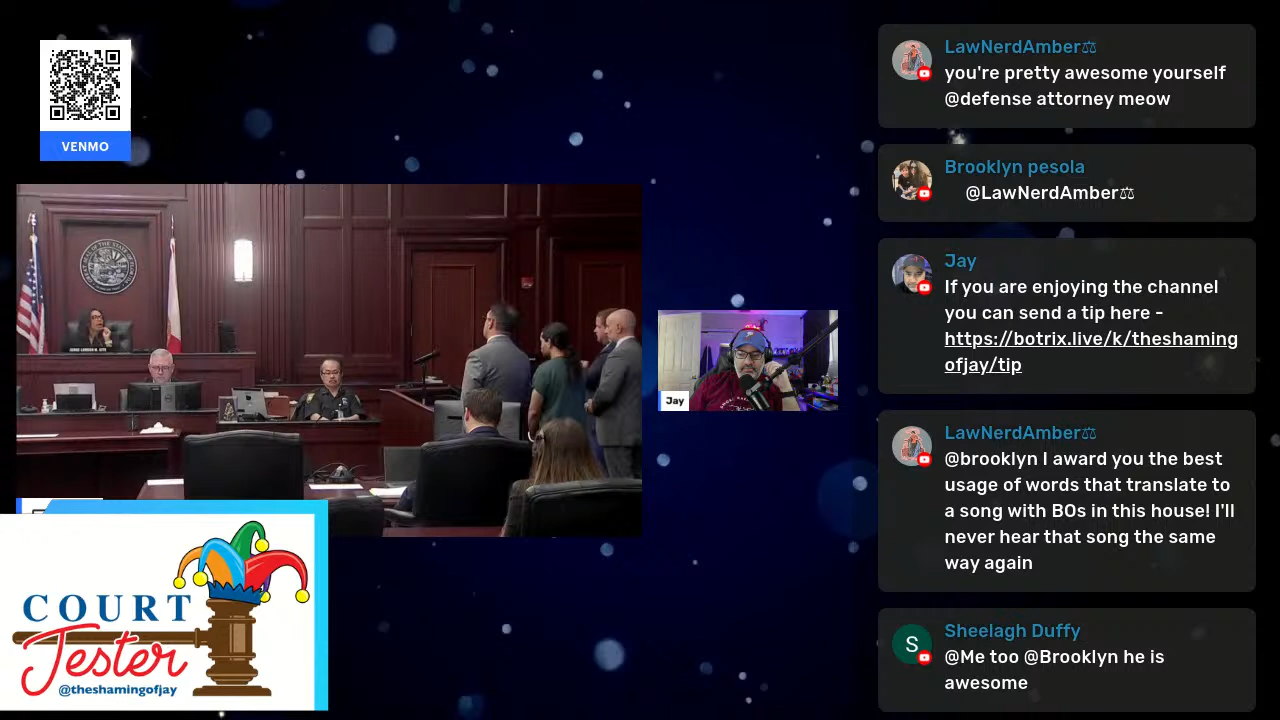 VENMO
Jay
COURT
Jester
@theshamingofjay
LawNerdAmber⚖
you're pretty awesome yourself
@defense attorney meow
Brooklyn pesola
@LawNerdAmber⚖
Jay
If you are enjoying the channel
you can send a tip here -
https://botrix.live/k/theshaming
ofjay/tip
LawNerdAmber⚖
@brooklyn I award you the best
usage of words that translate to
a song with BOs in this house! I'll
never hear that song the same
way again
S
Sheelagh Duffy
@Me too @Brooklyn he is
awesome